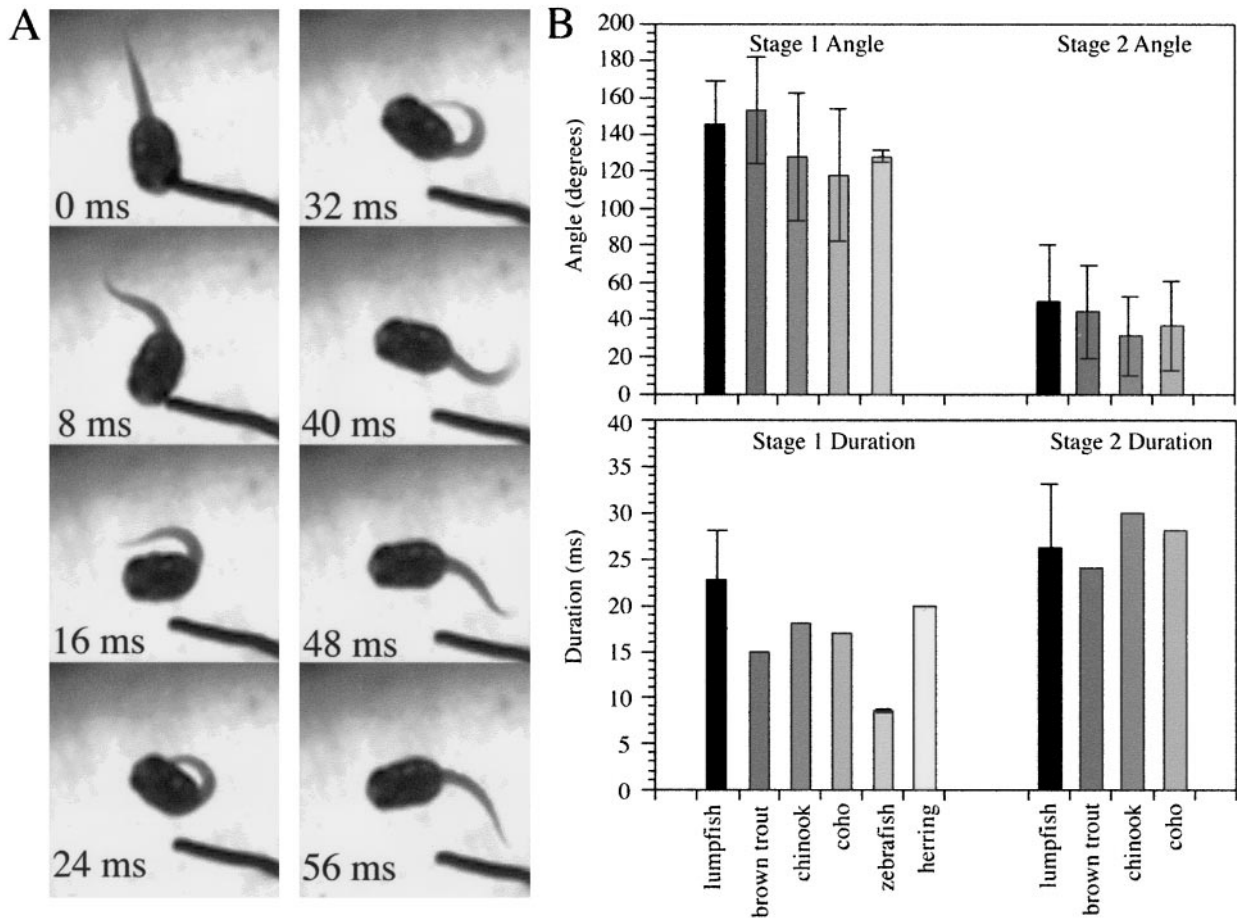 A
0 ms
8 ms
16 ms
24 ms
32 ms
40 ms
48 ms
56 ms
B
Stage 1 Angle
Stage 2 Angle
Angle (degrees)
200
180
160
140
120
100
80
60
50
40
20
0
Stage 1 Duration
Stage 2 Duration
Duration (ms)
40
35
30
25
20
15
10
5
0
lumpfish
brown trout
chinook
coho
zebrafish
herring
lumpfish
brown trout
chinook
coho